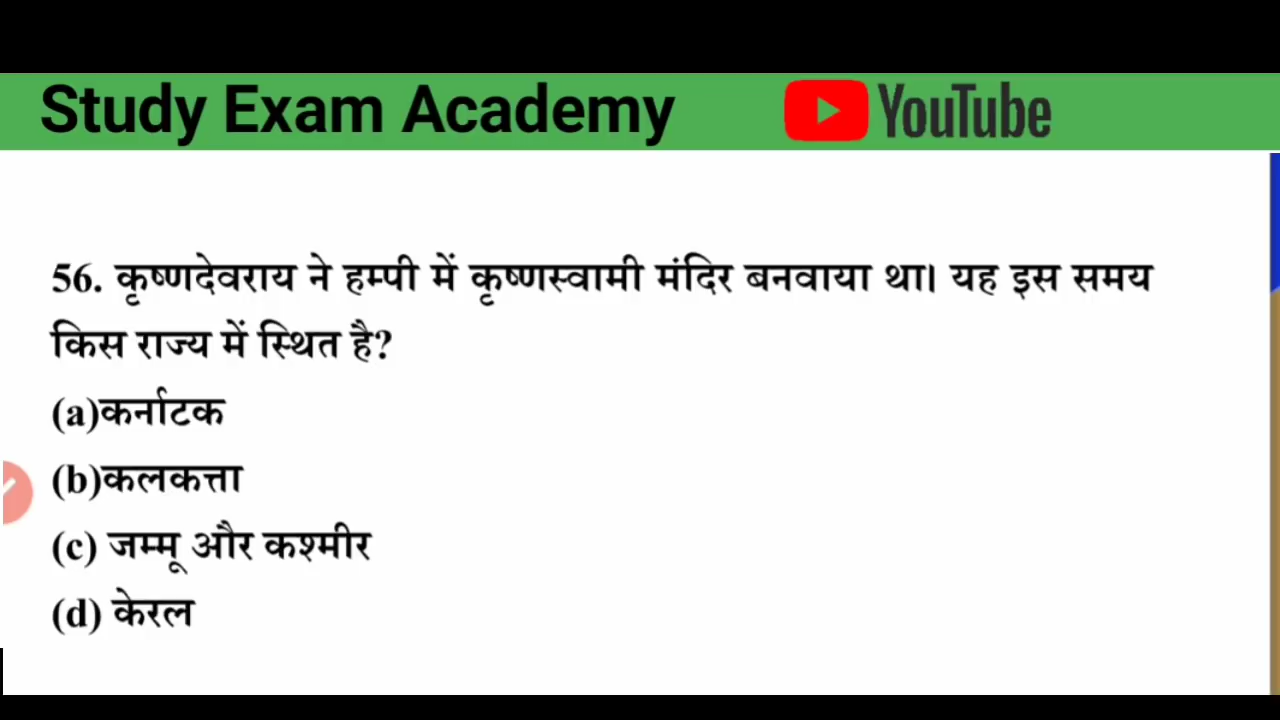 Study Exam Academy YouTube
56. कृष्णदेवराय ने हम्पी में कृष्णस्वामी मंदिर बनवाया था। यह इस समय
किस राज्य में स्थित है?
(a)कर्नाटक
(b)कलकत्ता
(c) जम्मू और कश्मीर
(d) केरल